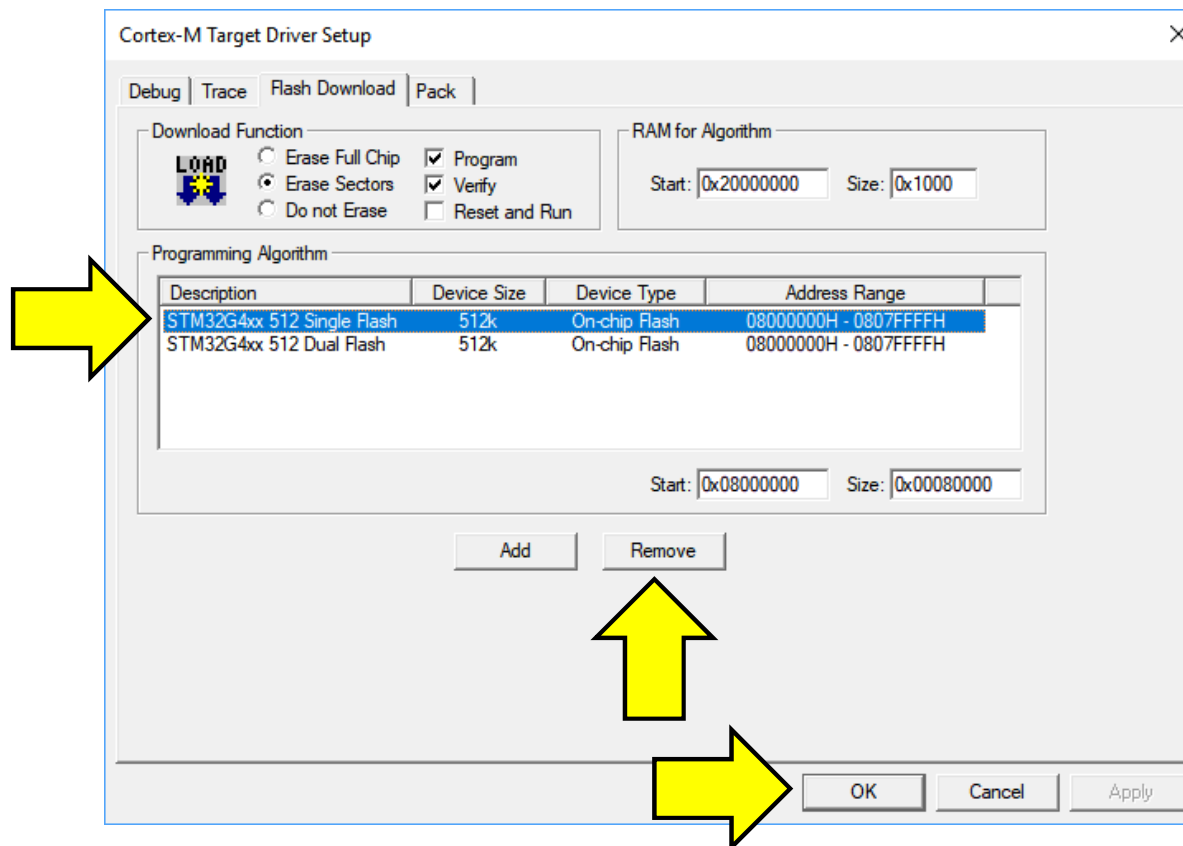 Cortex-M Target Driver Setup
Debug Trace Flash Download Pack
Download Function
LOAD
Erase Full Chip
Erase Sectors
Do not Erase
Program
Verify
Reset and Run
RAM for Algorithm
Start: 0x20000000 Size: 0x1000
Programming Algorithm
Description Device Size Device Type Address Range
STM32G4xx 512 Single Flash 512k On-chip Flash 08000000H - 0807FFFFH
STM32G4xx 512 Dual Flash 512k On-chip Flash 08000000H - 0807FFFFH
Start: 0x08000000 Size: 0x00080000
Add Remove
OK Cancel Apply